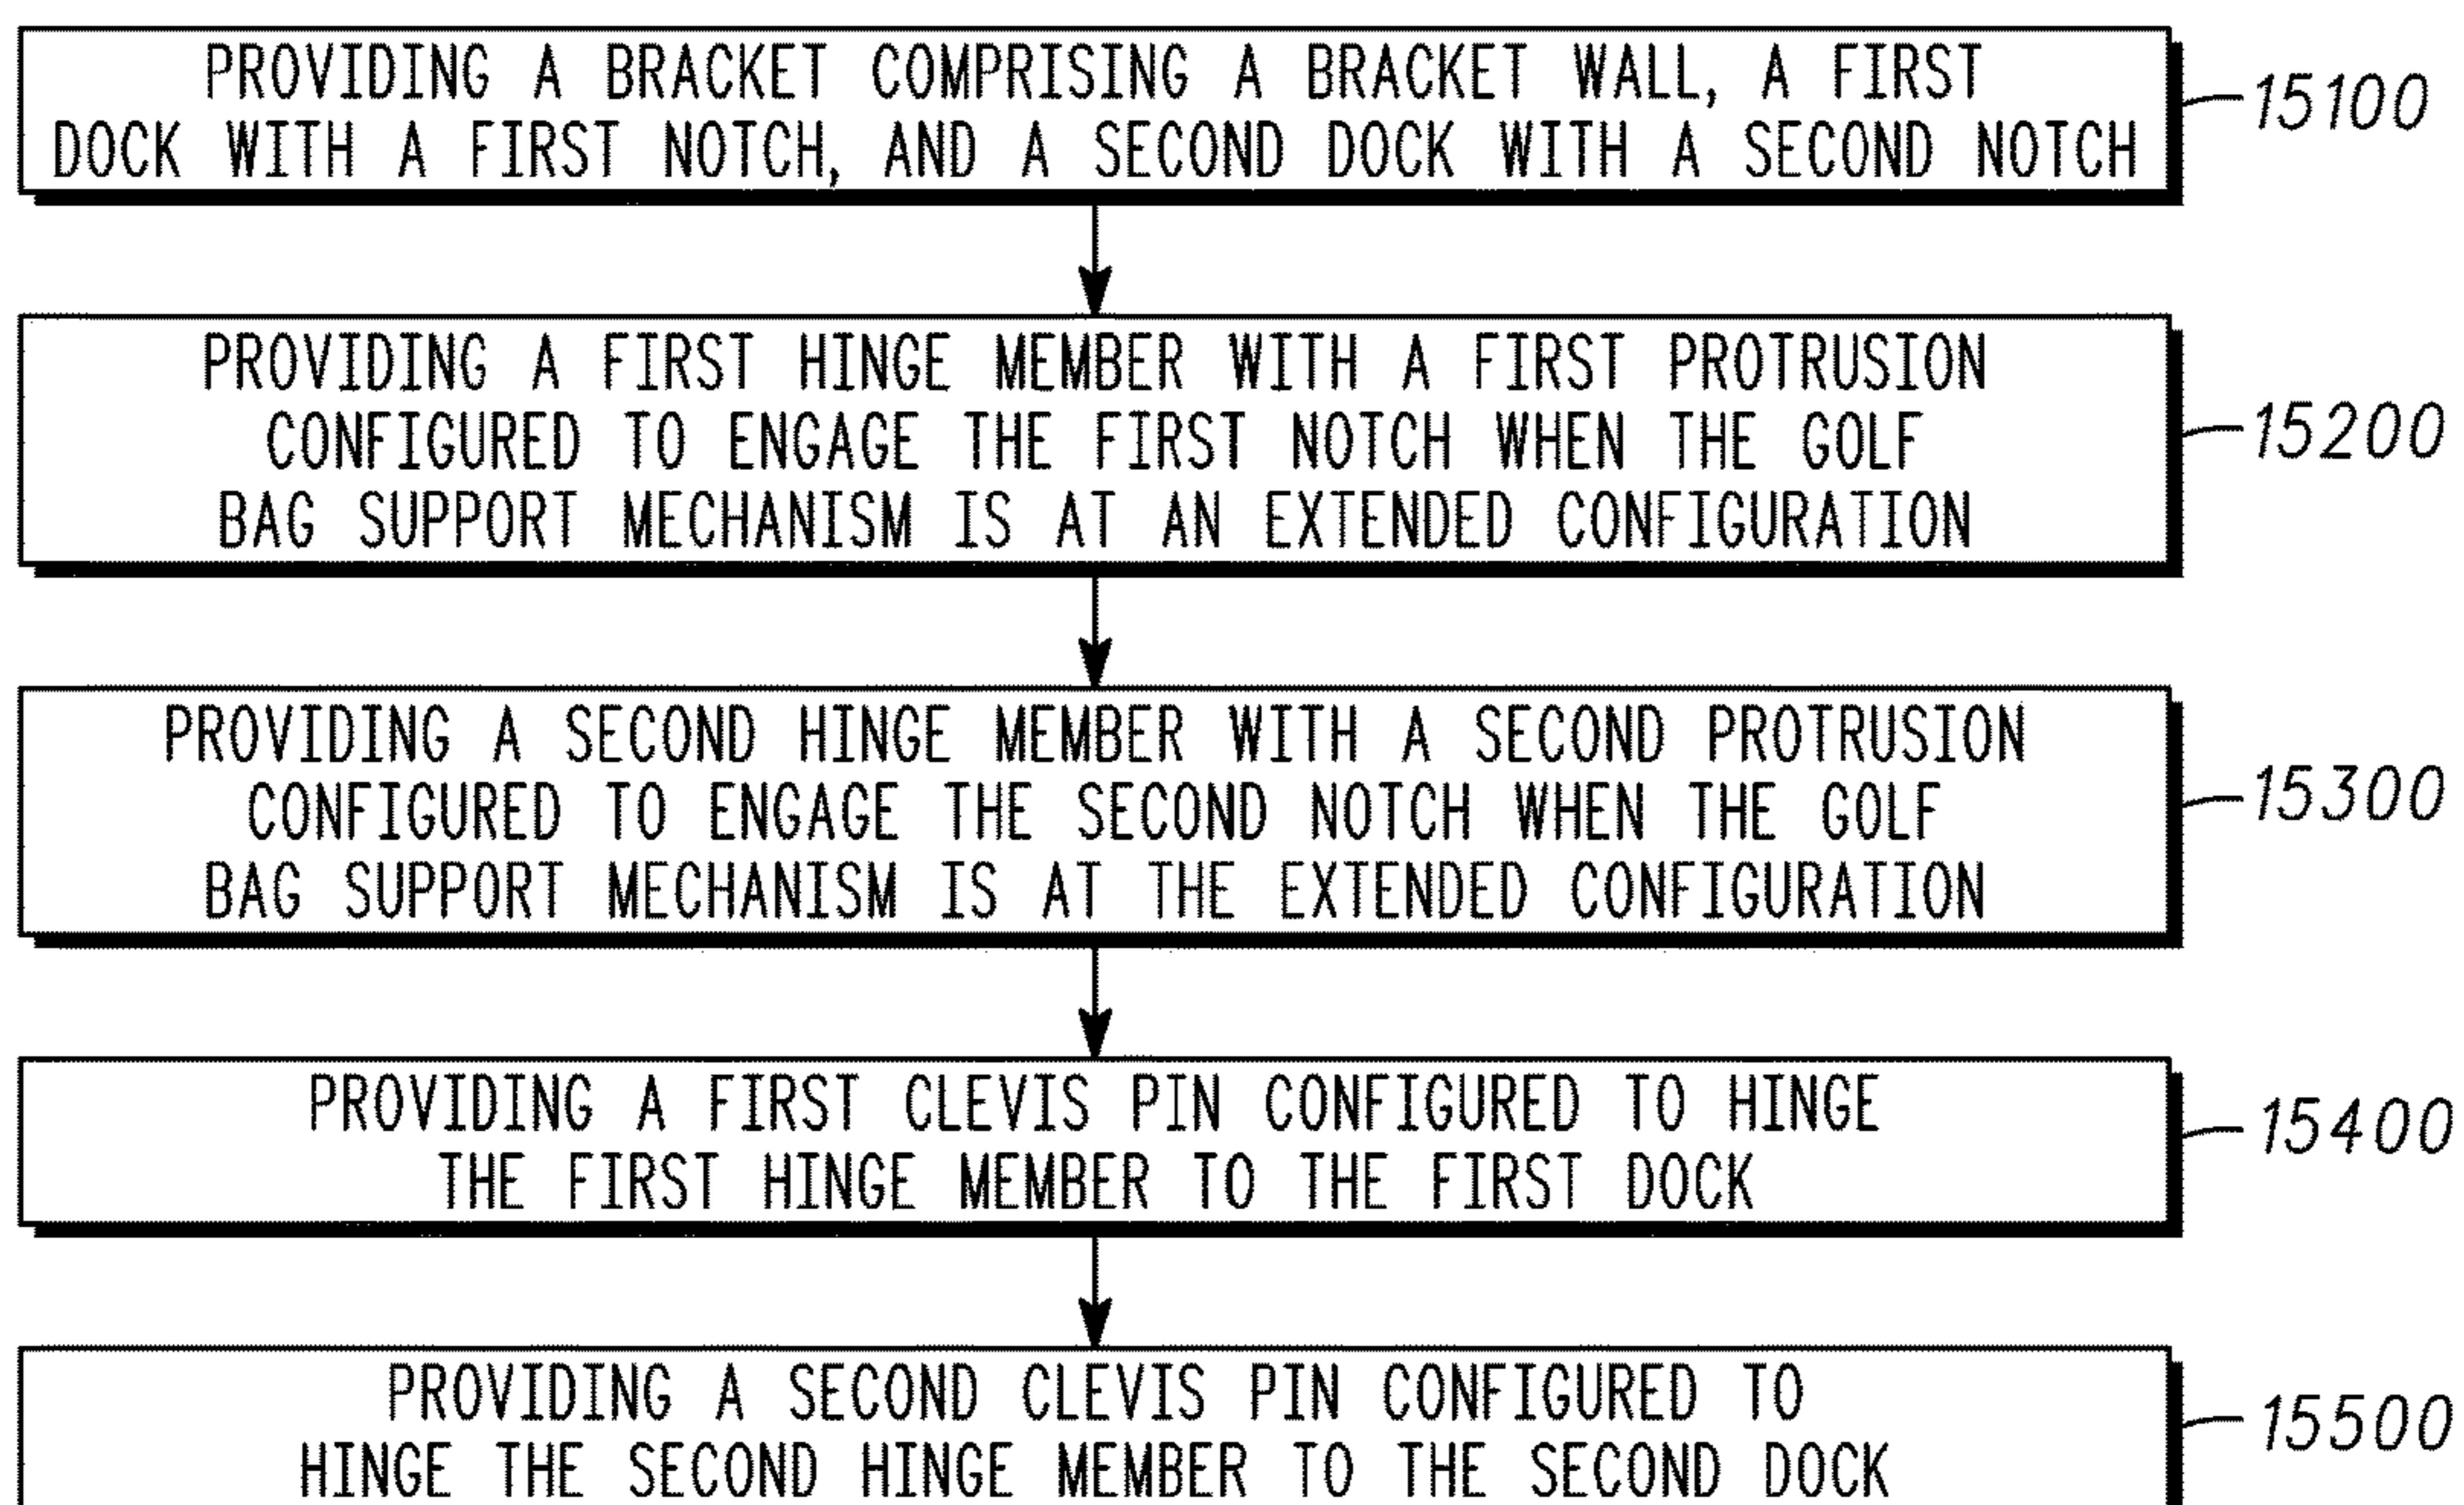 PROVIDING A BRACKET COMPRISING A BRACKET WALL, A FIRST
DOCK WITH A FIRST NOTCH, AND A SECOND DOCK WITH A SECOND NOTCH
15100
PROVIDING A FIRST HINGE MEMBER WITH A FIRST PROTRUSION
CONFIGURED TO ENGAGE THE FIRST NOTCH WHEN THE GOLF
BAG SUPPORT MECHANISM IS AT AN EXTENDED CONFIGURATION
15200
PROVIDING A SECOND HINGE MEMBER WITH A SECOND PROTRUSION
CONFIGURED TO ENGAGE THE SECOND NOTCH WHEN THE GOLF
BAG SUPPORT MECHANISM IS AT THE EXTENDED CONFIGURATION
15300
PROVIDING A FIRST CLEVIS PIN CONFIGURED TO HINGE
THE FIRST HINGE MEMBER TO THE FIRST DOCK
15400
PROVIDING A SECOND CLEVIS PIN CONFIGURED TO
HINGE THE SECOND HINGE MEMBER TO THE SECOND DOCK
15500